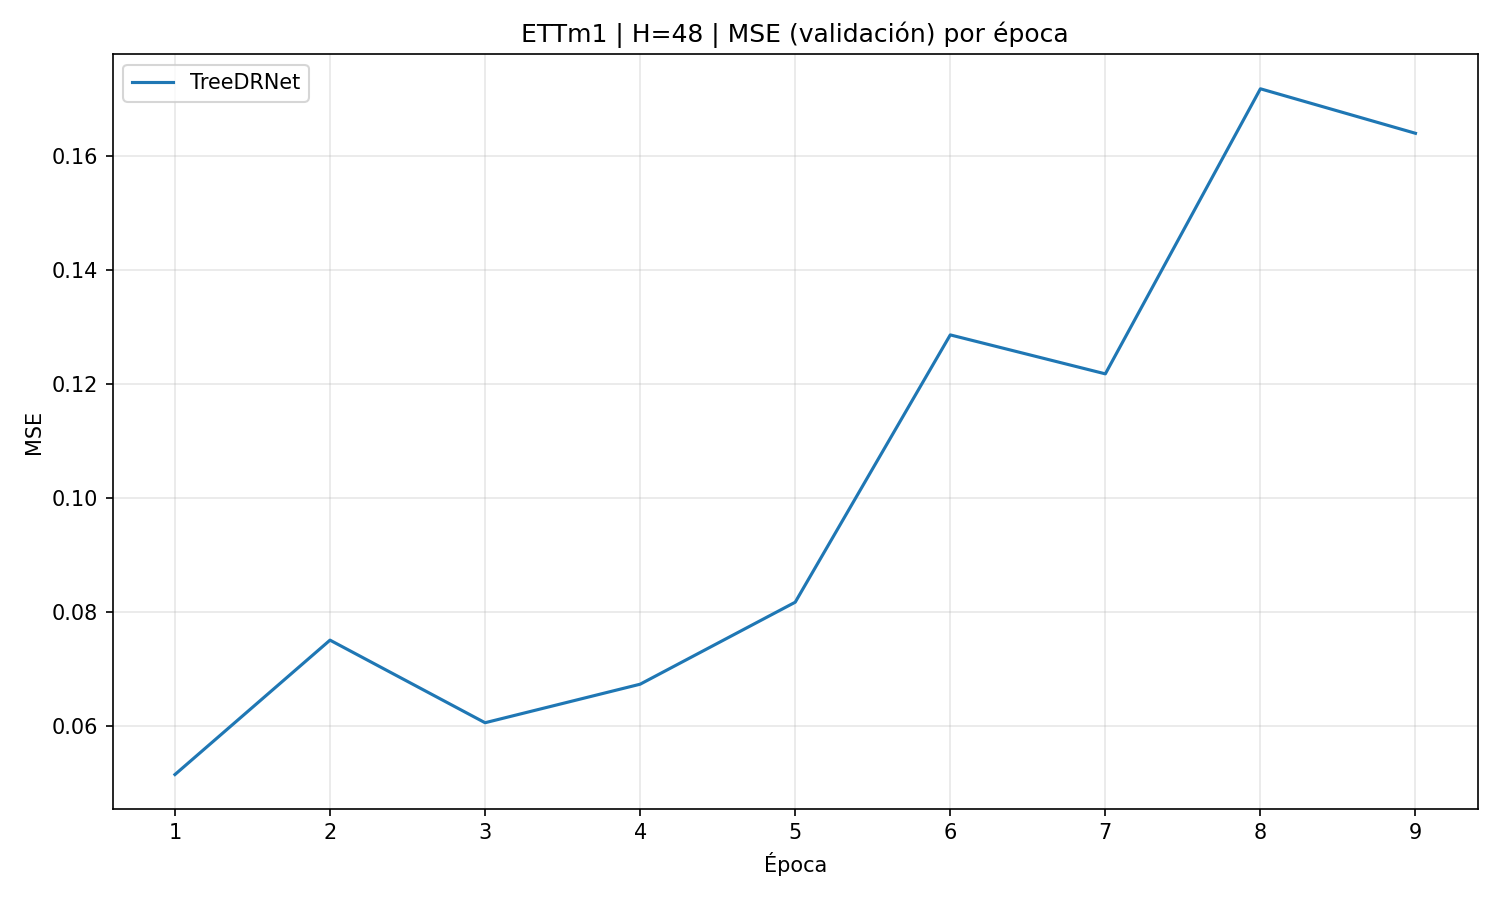 ETTm1 | H=48 | MSE (validación) por época
TreeDRNet
0.16
0.14
0.12
0.10
0.08
0.06
MSE
1 2 3 4 5 6 7 8 9
Época